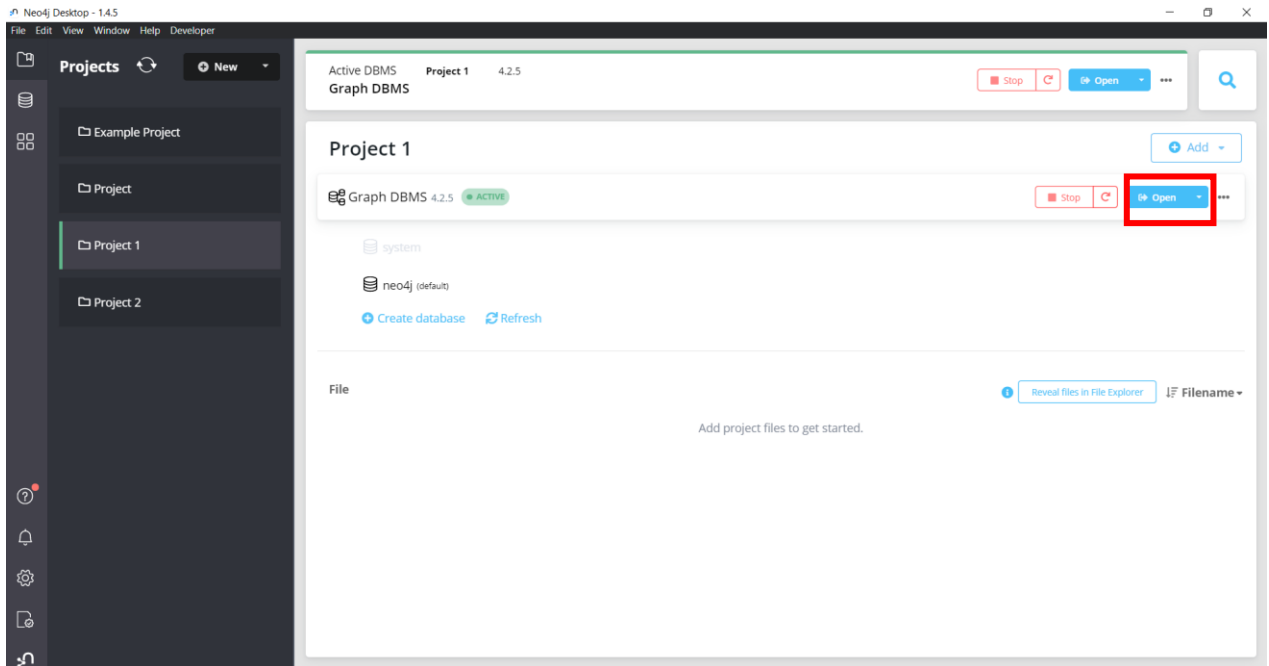 Neo4j Desktop - 1.4.5
File Edit View Window Help Developer
Projects
New
Example Project
Project
Project 1
Project 2
Active DBMS Project 1 4.2.5
Graph DBMS
Stop
Open
Project 1
Add
Graph DBMS 4.2.5 ACTIVE
Stop
Open
system
neo4j (default)
Create database Refresh
File
Reveal files in File Explorer
Filename
Add project files to get started.